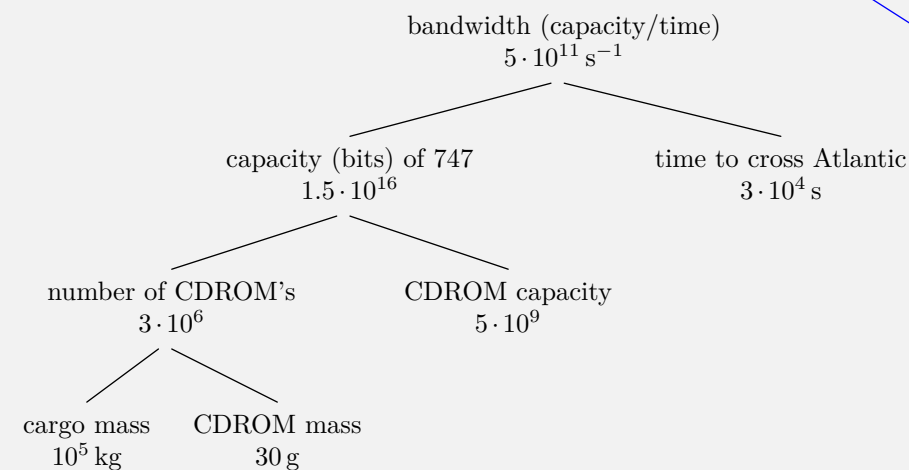 bandwidth (capacity/time)
5·10¹¹ s⁻¹
capacity (bits) of 747
1.5·10¹⁶
time to cross Atlantic
3·10⁴ s
number of CDROM's
3·10⁶
CDROM capacity
5·10⁹
cargo mass
10⁵ kg
CDROM mass
30 g